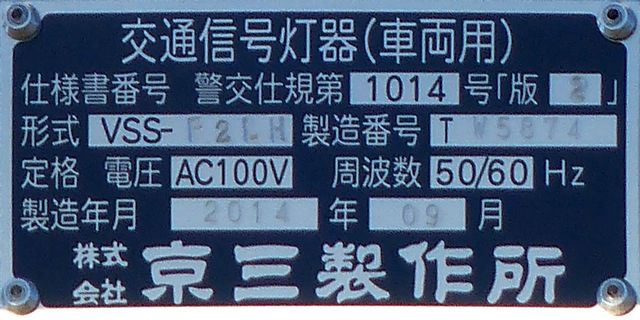 交通信号灯器(車両用)
仕様書番号 警交仕規第 1014 号「版 2 」
形式 VSS-F2LH 製造番号 T W5874
定格 電圧 AC100V 周波数 50/60 Hz
製造年月 2014 年 09 月
株式会社 京三製作所